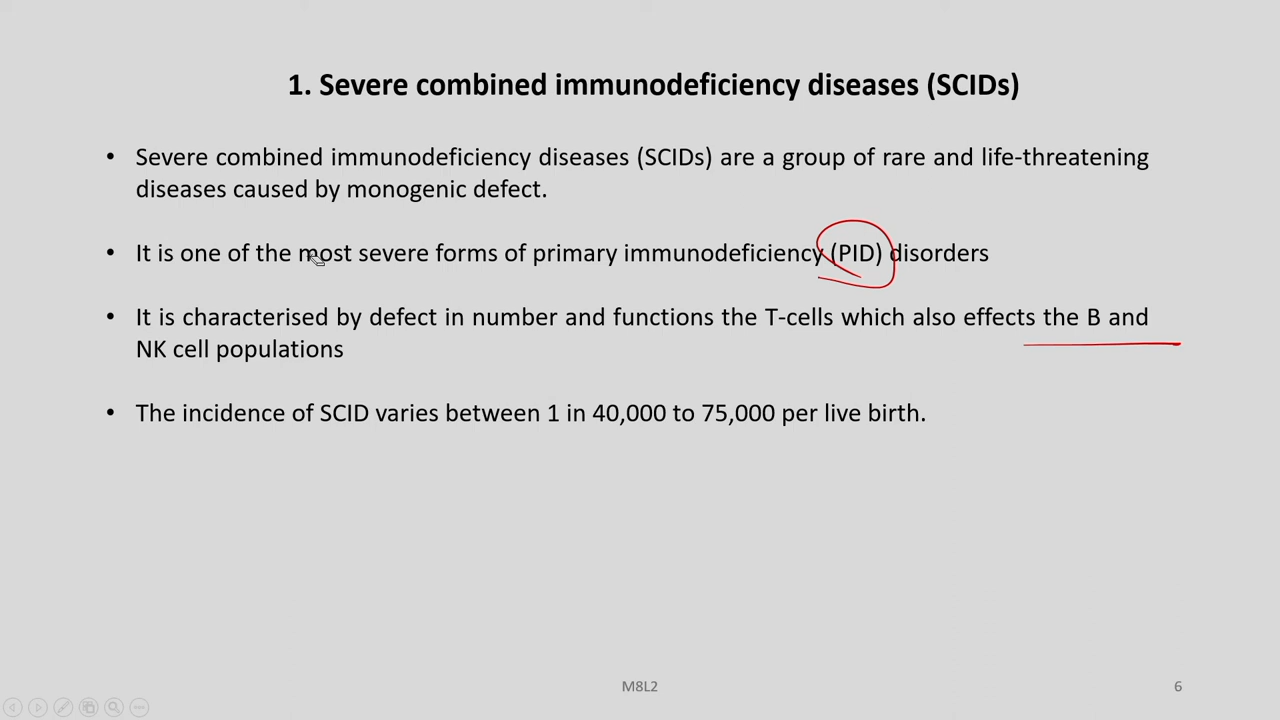 1. Severe combined immunodeficiency diseases (SCIDs)
• Severe combined immunodeficiency diseases (SCIDs) are a group of rare and life-threatening
diseases caused by monogenic defect.
• It is one of the most severe forms of primary immunodeficiency (PID) disorders
• It is characterised by defect in number and functions the T-cells which also effects the B and
NK cell populations
• The incidence of SCID varies between 1 in 40,000 to 75,000 per live birth.
M8L2
6